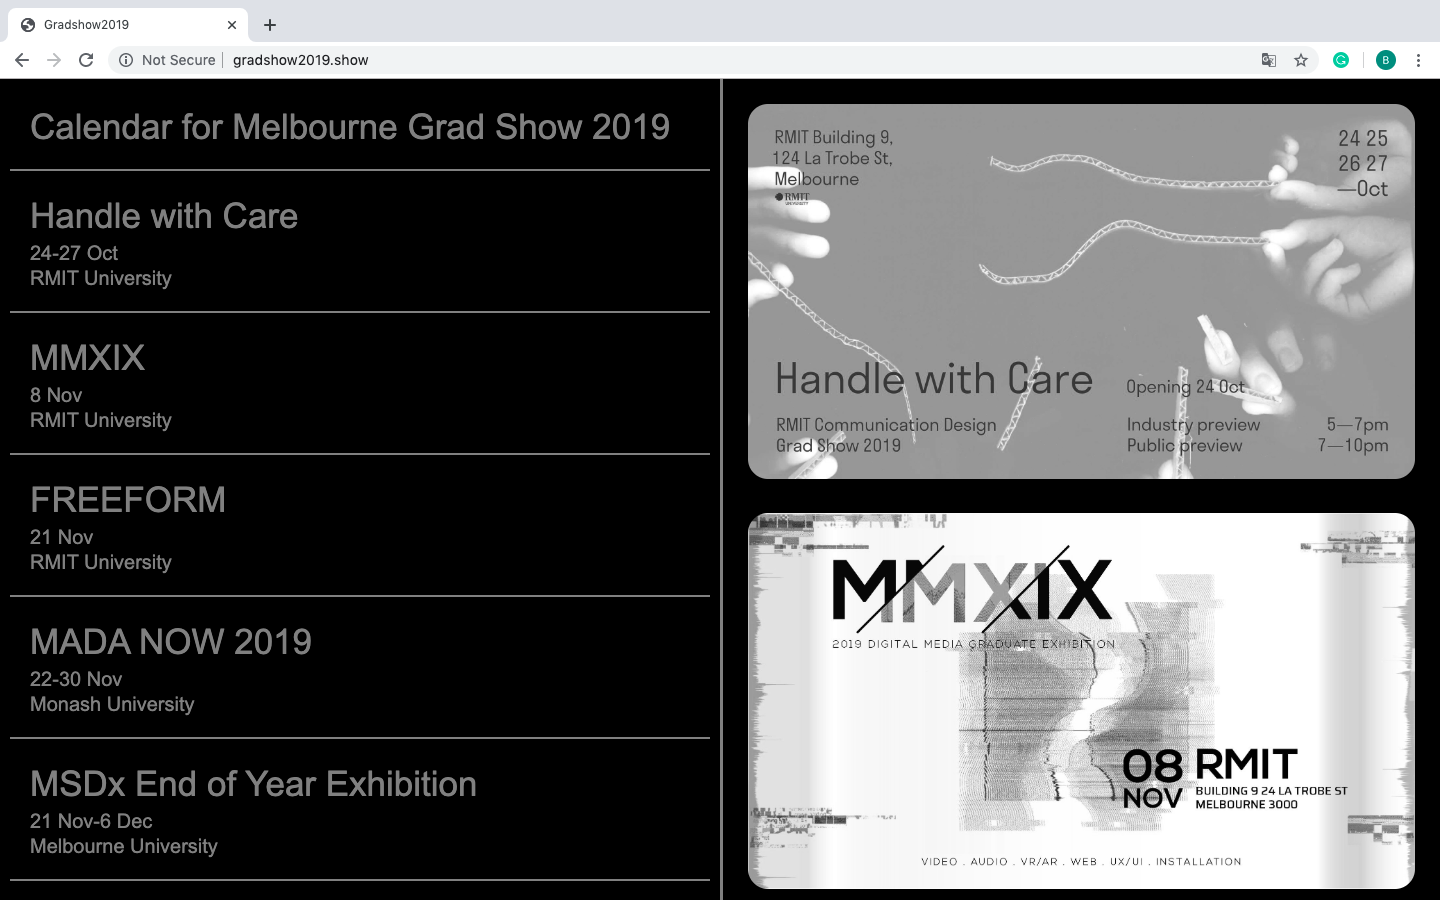 Gradshow2019
Not Secure
gradshow2019.show
B
Calendar for Melbourne Grad Show 2019
Handle with Care
24-27 Oct
RMIT University
MMXIX
8 Nov
RMIT University
FREEFORM
21 Nov
RMIT University
MADA NOW 2019
22-30 Nov
Monash University
MSDx End of Year Exhibition
21 Nov-6 Dec
Melbourne University
RMIT Building 9,
124 La Trobe St,
Melbourne
RMIT
UNIVERSITY
24 25
26 27
—Oct
Handle with Care
Opening 24 Oct
RMIT Communication Design
Grad Show 2019
Industry preview 5—7pm
Public preview 7—10pm
MMXIX
2019 DIGITAL MEDIA GRADUATE EXHIBITION
08 NOV
RMIT
BUILDING 9 24 LA TROBE ST
MELBOURNE 3000
VIDEO . AUDIO . VR/AR . WEB . UX/UI . INSTALLATION